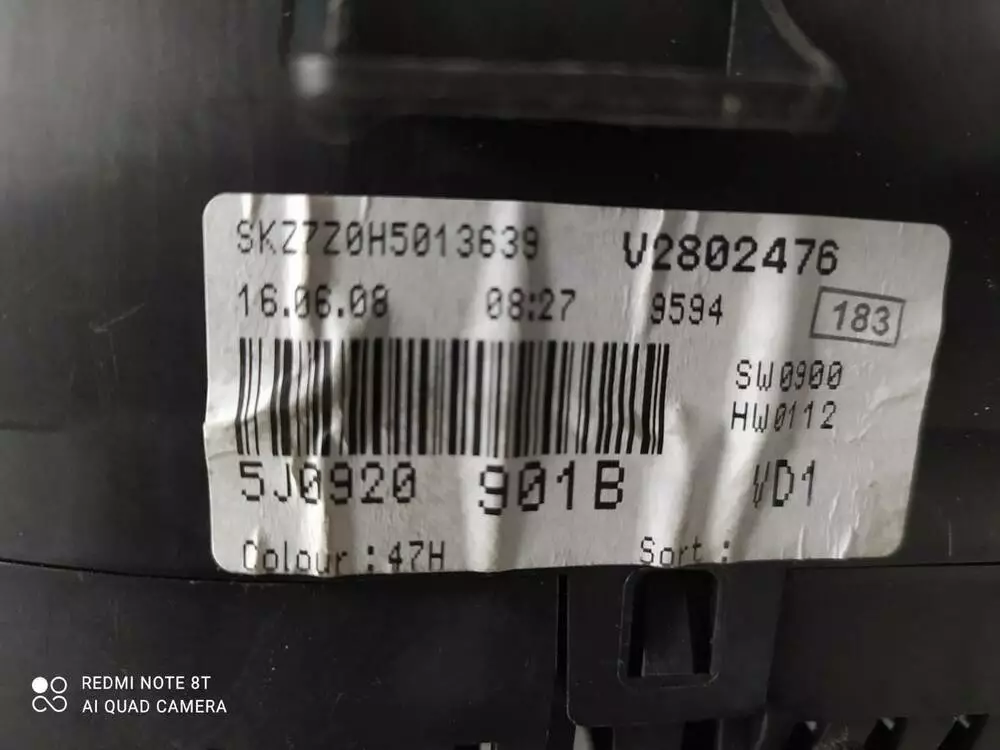 SKZ7Z0H5013639 V2802476
16.06.08 08:27 9594 183
SW0900
HW0112
5J0920 901B VD1
Colour : 47H Sort :
REDMI NOTE 8T
AI QUAD CAMERA